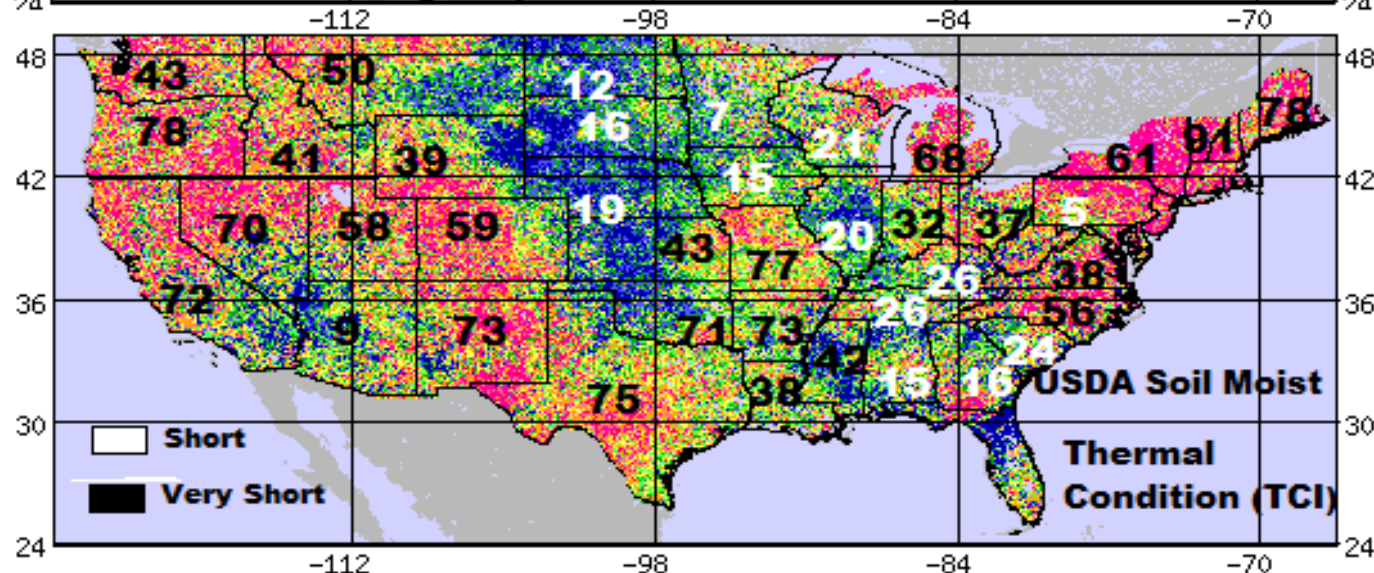 −112 −98 −84 −70
48 48
43 50 12 78
78 16 7 91
41 39 21 68 61
42 15 42
19 5
70 58 59 20 32 37
43 77 26 38
36 72 26 56 36
9 73 71 73 24
42
75 38 15 16 USDA Soil Moist
30 Short 30
Thermal
Very Short Condition (TCI)
24 24
−112 −98 −84 −70